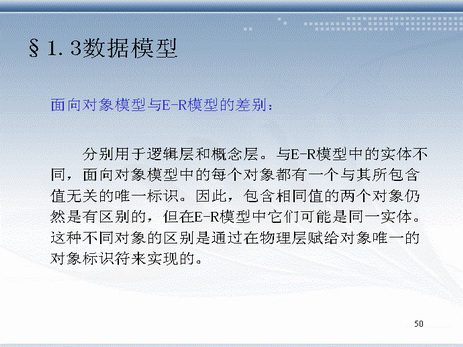 §1.3数据模型
面向对象模型与E-R模型的差别：
分别用于逻辑层和概念层。与E-R模型中的实体不
同，面向对象模型中的每个对象都有一个与其所包含
值无关的唯一标识。因此，包含相同值的两个对象仍
然是有区别的，但在E-R模型中它们可能是同一实体。
这种不同对象的区别是通过在物理层赋给对象唯一的
对象标识符来实现的。
50